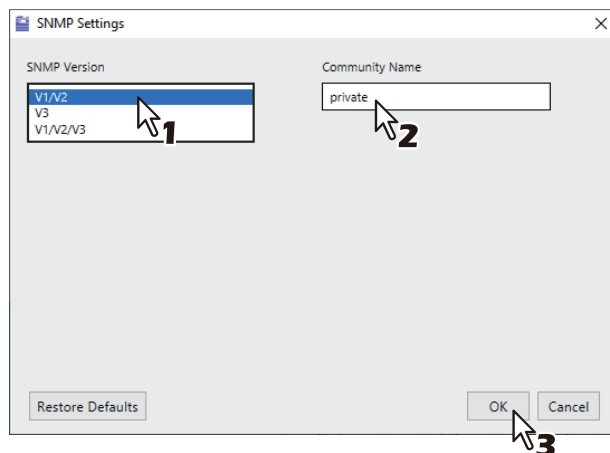 SNMP Settings
SNMP Version
Community Name
V1/V2
V3
V1/V2/V3
private
1
2
Restore Defaults
OK
Cancel
3